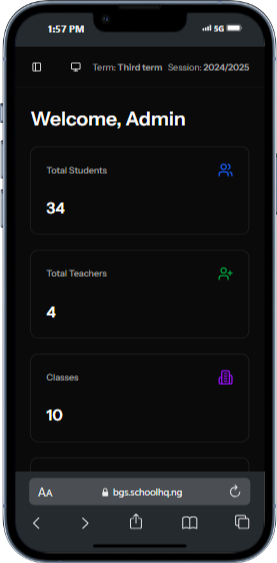 1:57 PM 5G
Term: Third term Session: 2024/2025
Welcome, Admin
Total Students
34
Total Teachers
4
Classes
10
AA bgs.schoolhq.ng